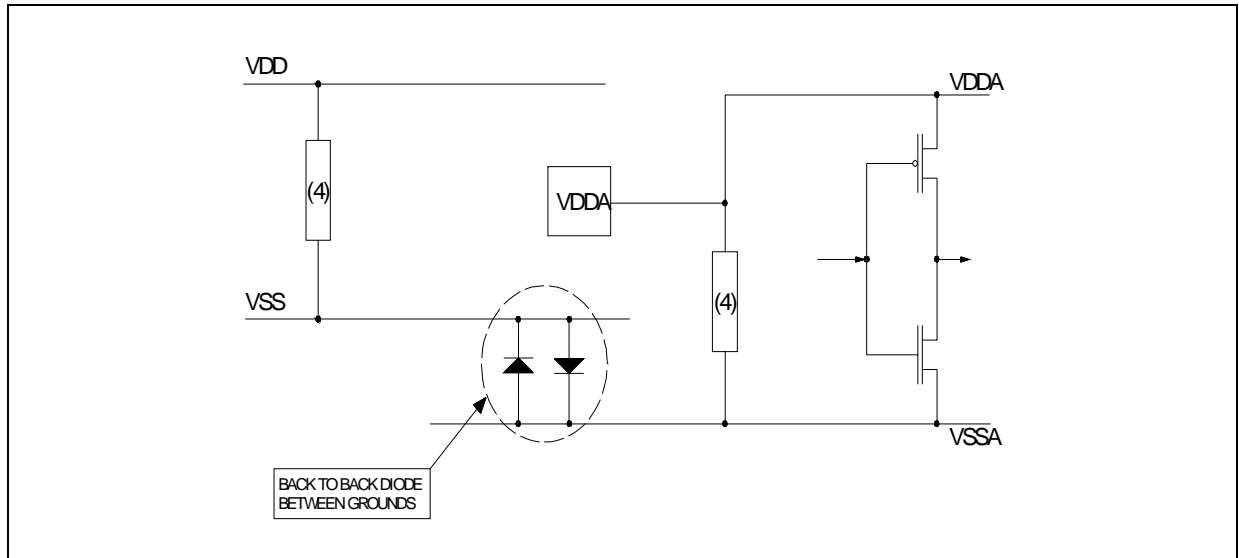 VDD
VDDA
(4)
VDDA
VSS
(4)
BACK TO BACK DIODE
BETWEEN GROUNDS
VSSA